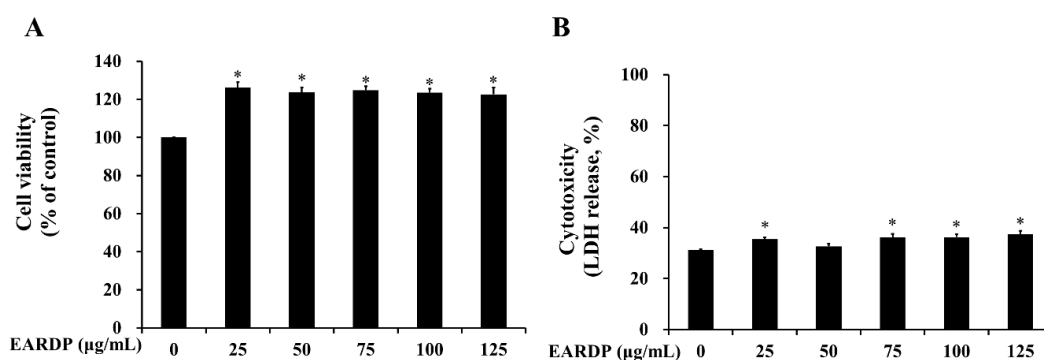 A
Cell viability
(% of control)
140
120
100
80
60
40
20
0
* * * * *
EARDP (μg/mL) 0 25 50 75 100 125
B
Cytotoxicity
(LDH release, %)
100
80
60
40
20
0
* * * *
EARDP (μg/mL) 0 25 50 75 100 125